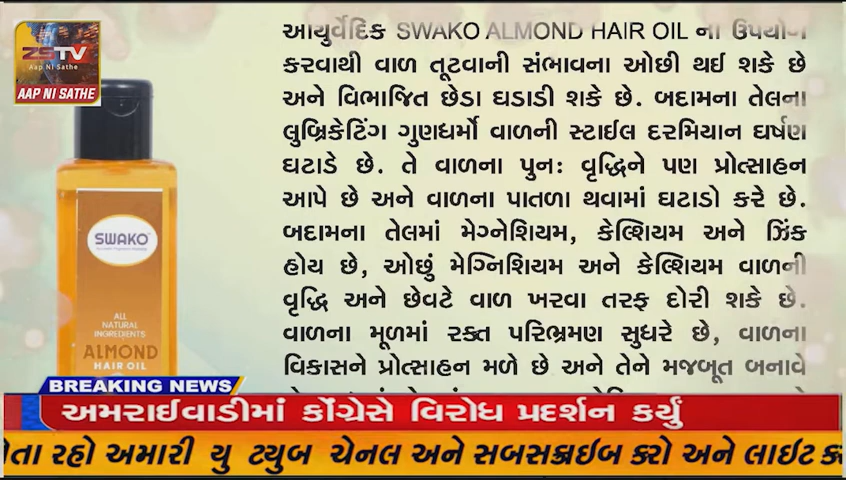 ZSTV
Aap Ni Sathe
AAP NI SATHE
આયુર્વેદિક SWAKO ALMOND HAIR OIL ના ઉપયોગ
કરવાથી વાળ તૂટવાની સંભાવના ઓછી થઈ શકે છે
અને વિભાજિત છેડા ઘડાડી શકે છે. બદામના તેલના
લુબ્રિકેટિંગ ગુણધર્મો વાળની સ્ટાઈલ દરમિયાન ઘર્ષણ
ઘટાડે છે. તે વાળના પુનઃ વૃદ્ધિને પણ પ્રોત્સાહન
આપે છે અને વાળના પાતળા થવામાં ઘટાડો કરે છે.
બદામના તેલમાં મેગ્નેશિયમ, કેલ્શિયમ અને ઝિંક
હોય છે, ઓછું મેગ્નિશિયમ અને કેલ્શિયમ વાળની
વૃદ્ધિ અને છેવટે વાળ ખરવા તરફ દોરી શકે છે.
વાળના મૂળમાં રક્ત પરિભ્રમણ સુધરે છે, વાળના
વિકાસને પ્રોત્સાહન મળે છે અને તેને મજબૂત બનાવે
SWAKO
ALL
NATURAL
INGREDIENTS
ALMOND
HAIR OIL
BREAKING NEWS
અમરાઈવાડીમાં કોંગ્રેસે વિરોધ પ્રદર્શન કર્યું
રહો અમારી યુ ટ્યુબ ચેનલ અને સબસક્રાઇબ કરો અને લાઇટ